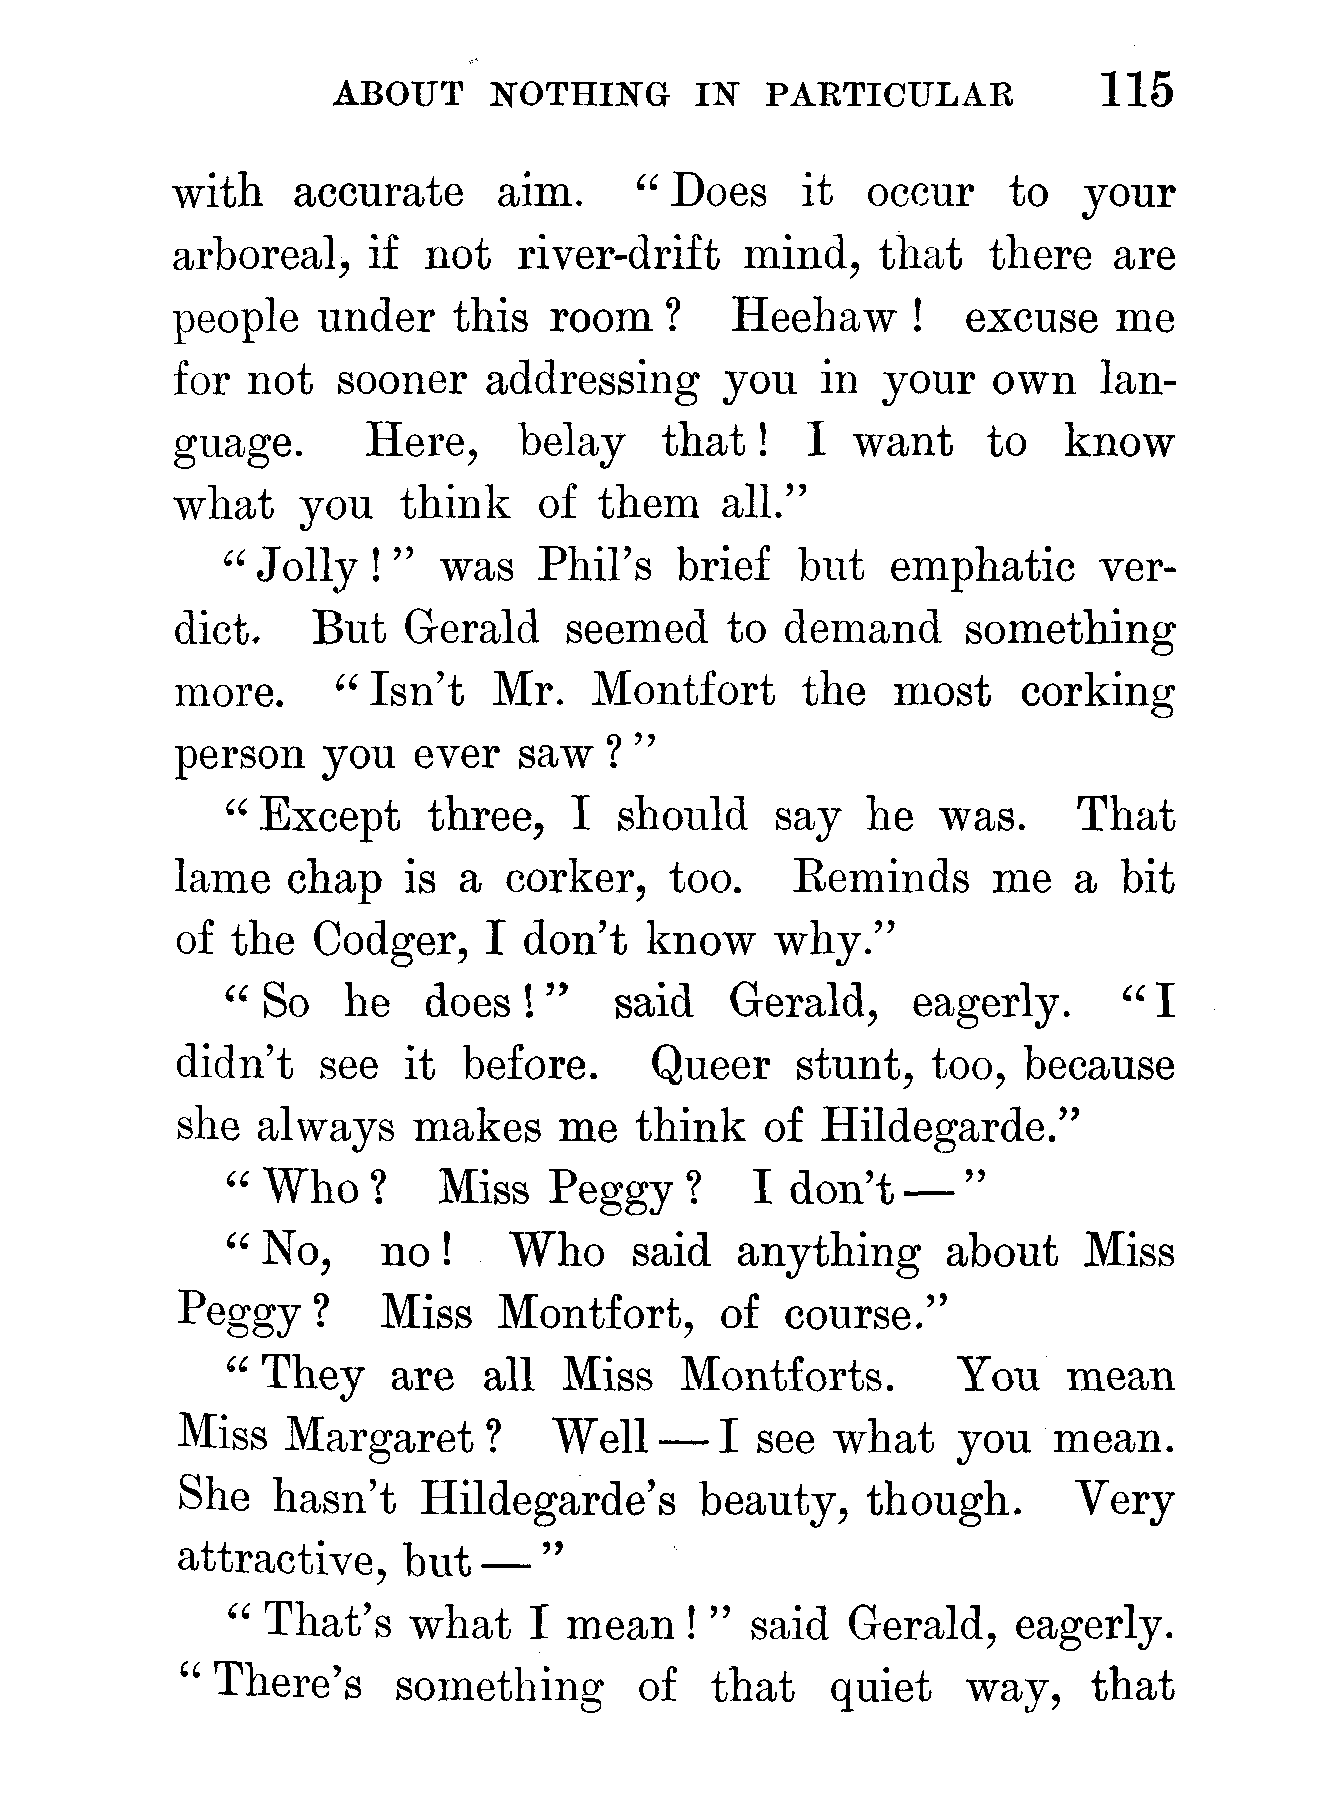 ABOUT NOTHING IN PARTICULAR 115
with accurate aim. “Does it occur to your
arboreal, if not river-drift mind, that there are
people under this room? Heehaw! excuse me
for not sooner addressing you in your own lan-
guage. Here, belay that! I want to know
what you think of them all.”
“Jolly!” was Phil’s brief but emphatic ver-
dict. But Gerald seemed to demand something
more. “Isn’t Mr. Montfort the most corking
person you ever saw?”
“Except three, I should say he was. That
lame chap is a corker, too. Reminds me a bit
of the Codger, I don’t know why.”
“So he does!” said Gerald, eagerly. “I
didn’t see it before. Queer stunt, too, because
she always makes me think of Hildegarde.”
“Who? Miss Peggy? I don’t—”
“No, no! Who said anything about Miss
Peggy? Miss Montfort, of course.”
“They are all Miss Montforts. You mean
Miss Margaret? Well—I see what you mean.
She hasn’t Hildegarde’s beauty, though. Very
attractive, but—”
“That’s what I mean!” said Gerald, eagerly.
“There’s something of that quiet way, that